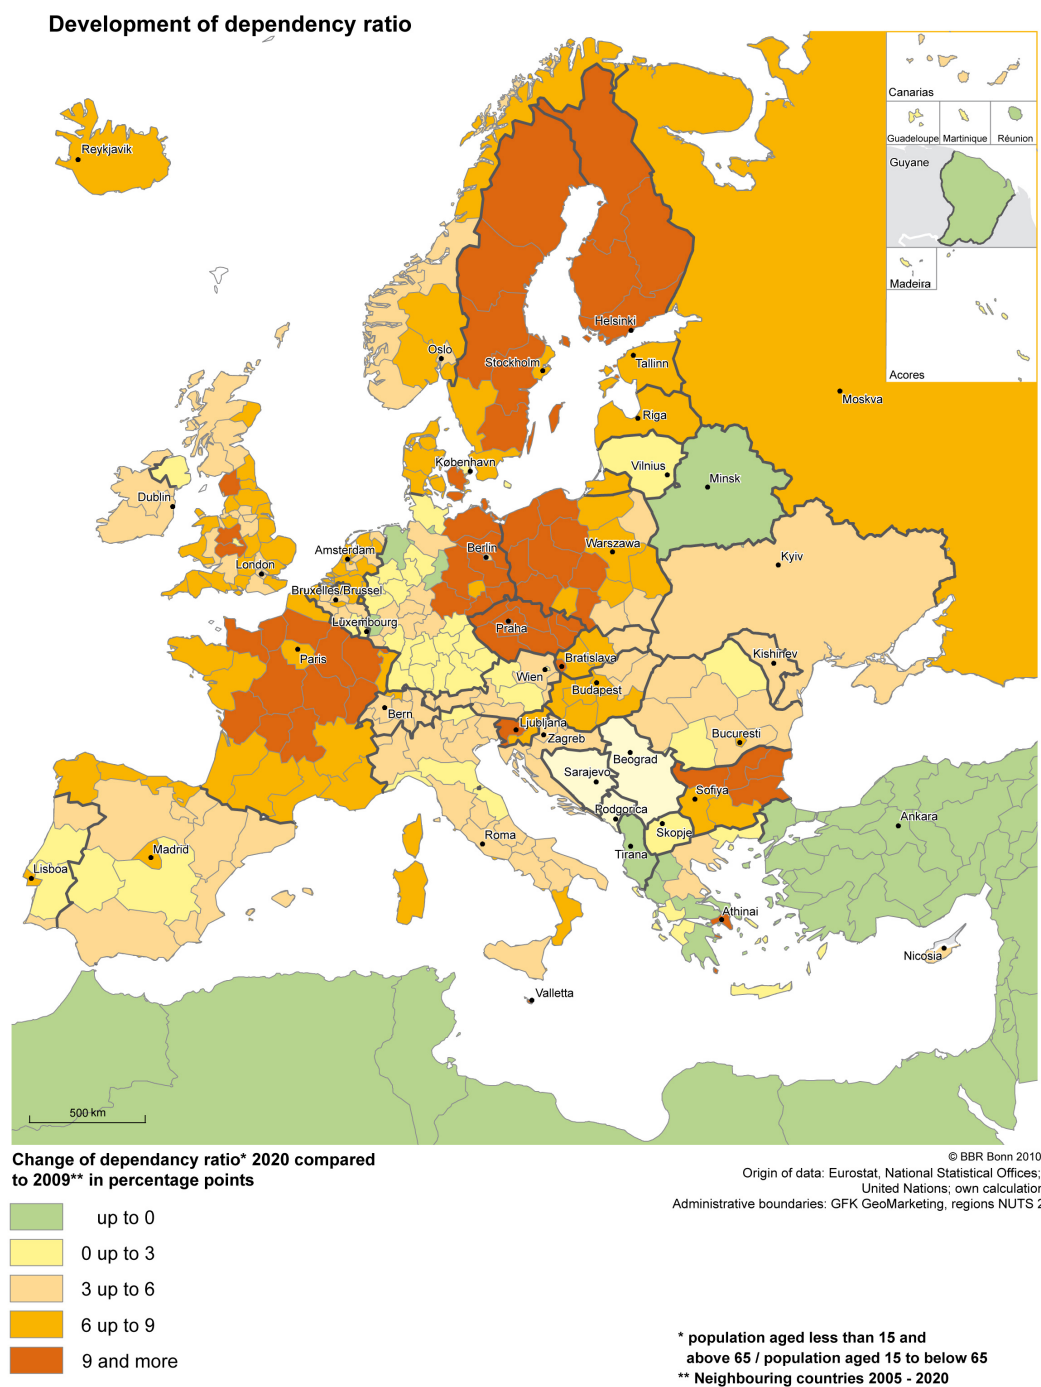 Development of dependency ratio
Canarias
Guadeloupe
Martinique
Réunion
Guyane
Madeira
Acores
Reykjavik
Oslo
Stockholm
Helsinki
Tallinn
Moskva
Riga
København
Vilnius
Minsk
Dublin
Amsterdam
Berlin
Warszawa
London
Kyiv
Bruxelles/Brussel
Luxembourg
Praha
Paris
Bratislava
Kishinev
Wien
Budapest
Bern
Ljubljana
Zagreb
Bucuresti
Beograd
Sarajevo
Sofiya
Podgorica
Skopje
Ankara
Roma
Madrid
Tirana
Lisboa
Athinai
Nicosia
Valletta
500 km
Change of dependancy ratio* 2020 compared
to 2009** in percentage points
up to 0
0 up to 3
3 up to 6
6 up to 9
9 and more
© BBR Bonn 2010
Origin of data: Eurostat, National Statistical Offices;
United Nations; own calculation
Administrative boundaries: GFK GeoMarketing, regions NUTS 2
* population aged less than 15 and
above 65 / population aged 15 to below 65
** Neighbouring countries 2005 - 2020